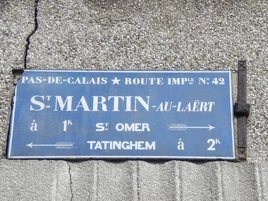 PAS-DE-CALAIS ★ ROUTE IMPLE N° 42
ST MARTIN-AU-LAËRT
à 1K ST OMER
TATINGHEM à 2K